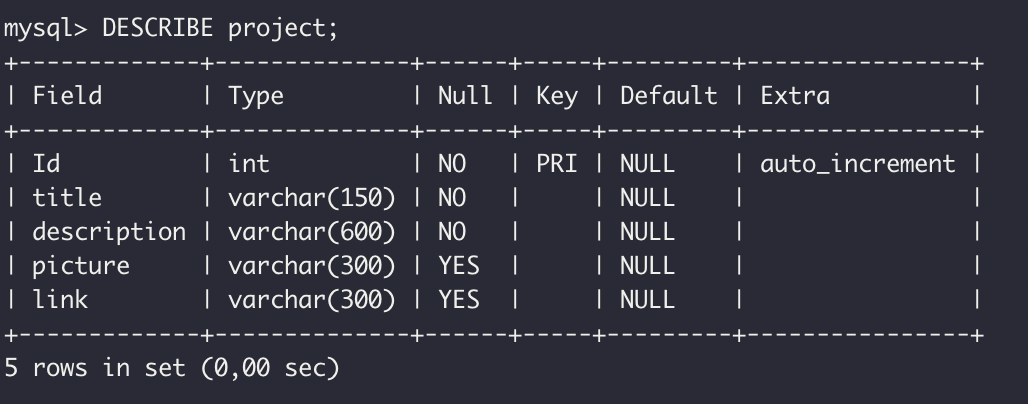 mysql> DESCRIBE project;
+-------------+--------------+------+-----+---------+----------------+
| Field       | Type         | Null | Key | Default | Extra          |
+-------------+--------------+------+-----+---------+----------------+
| Id          | int          | NO   | PRI | NULL    | auto_increment |
| title       | varchar(150) | NO   |     | NULL    |                |
| description | varchar(600) | NO   |     | NULL    |                |
| picture     | varchar(300) | YES  |     | NULL    |                |
| link        | varchar(300) | YES  |     | NULL    |                |
+-------------+--------------+------+-----+---------+----------------+
5 rows in set (0,00 sec)